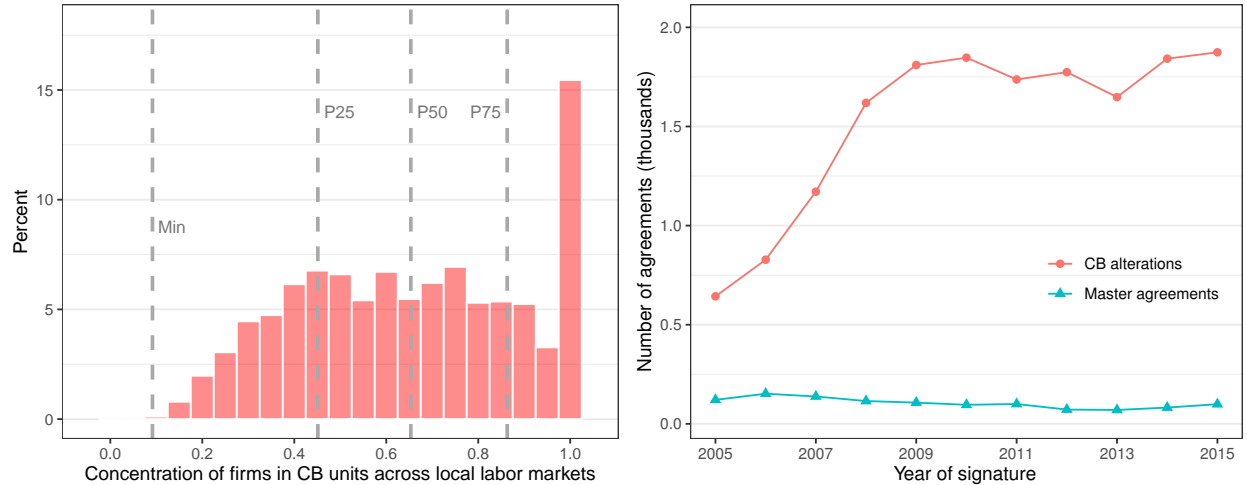 Percent
15
10
5
0
Min
P25
P50
P75
0.0
0.2
0.4
0.6
0.8
1.0
Concentration of firms in CB units across local labor markets
Number of agreements (thousands)
2.0
1.5
1.0
0.5
0.0
CB alterations
Master agreements
2005
2007
2009
2011
2013
2015
Year of signature